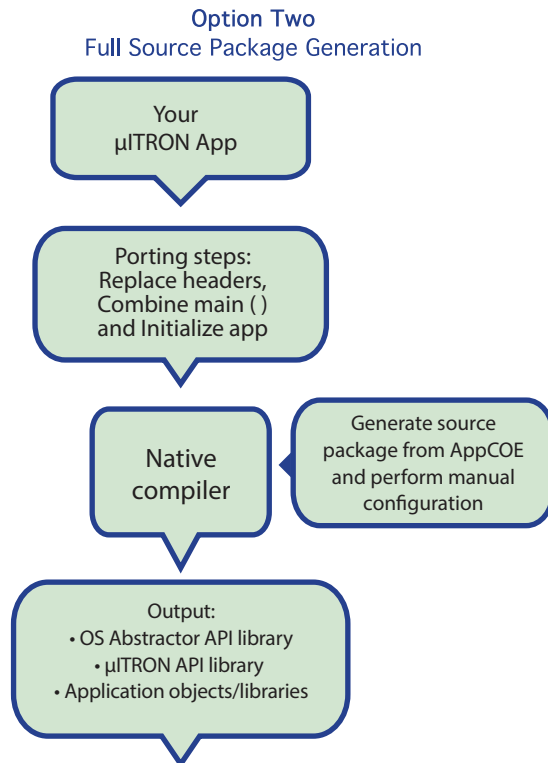 Option Two
Full Source Package Generation
Your
µITRON App
Porting steps:
Replace headers,
Combine main ( )
and Initialize app
Native
compiler
Generate source
package from AppCOE
and perform manual
configuration
Output:
• OS Abstractor API library
• µITRON API library
• Application objects/libraries